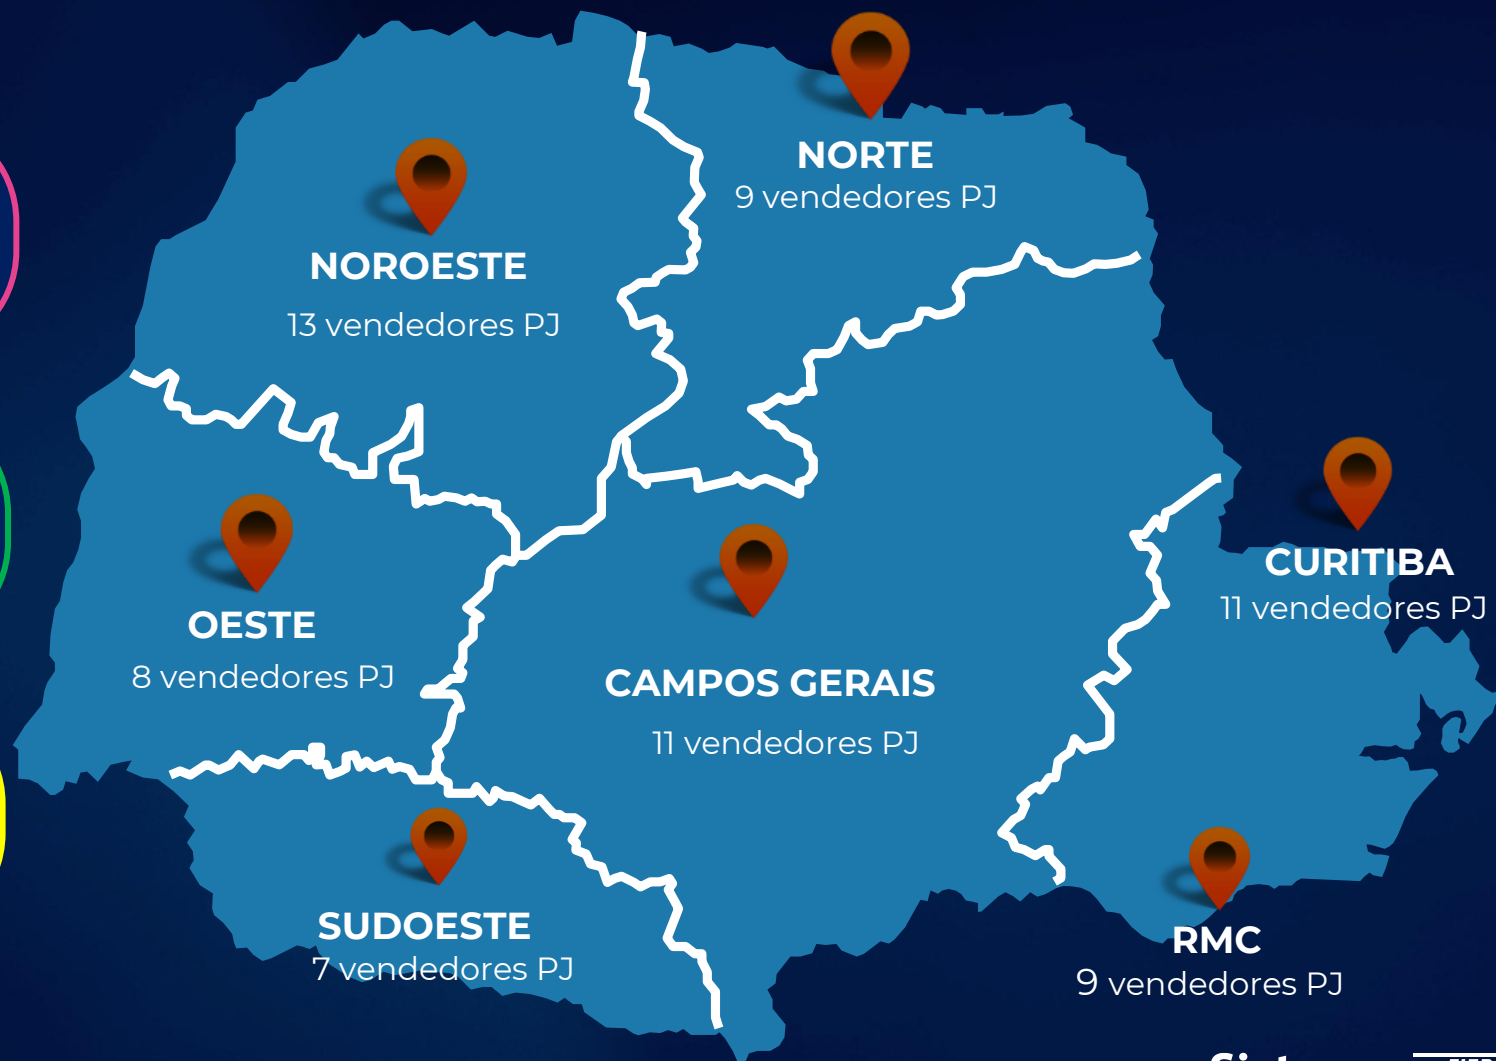 NORTE
9 vendedores PJ
NOROESTE
13 vendedores PJ
CURITIBA
11 vendedores PJ
OESTE
8 vendedores PJ
CAMPOS GERAIS
11 vendedores PJ
SUDOESTE
7 vendedores PJ
RMC
9 vendedores PJ